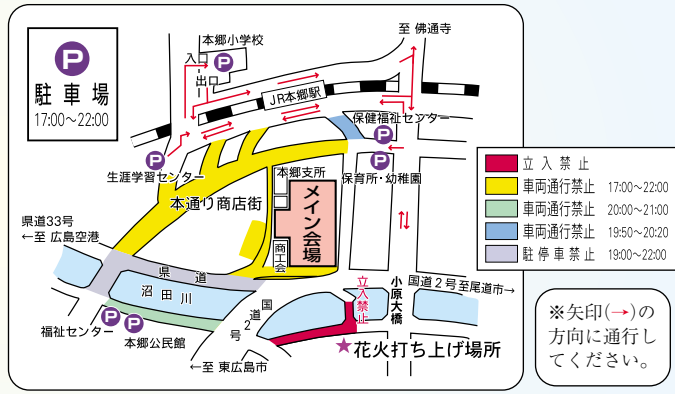 P
駐車場
17:00～22:00
本郷小学校
入口
P
出口
至 佛通寺
JR本郷駅
保健福祉センター
P
P
生涯学習センター
P
保育所・幼稚園
本郷支所
本通り商店街
メイン会場
商工会
県道33号
←至 広島空港
県道
沼田川
国道2号
立入禁止
小原大橋
国道2号至尾道市→
福祉センター
P
P
本郷公民館
←至 東広島市
★花火打ち上げ場所
立入禁止
車両通行禁止 17:00～22:00
車両通行禁止 20:00～21:00
車両通行禁止 19:50～20:20
駐停車禁止 19:00～22:00
※矢印(→)の
方向に通行し
てください。